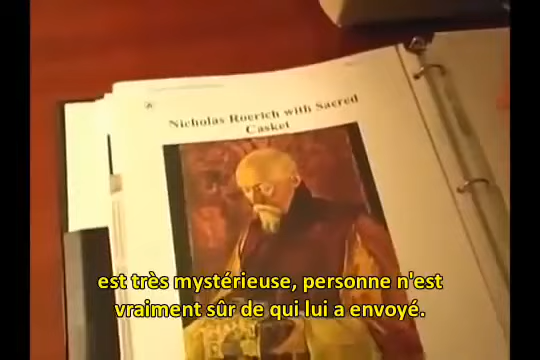 Nicholas Roerich with Sacred
Casket
est très mystérieuse, personne n'est
vraiment sûr de qui lui a envoyé.